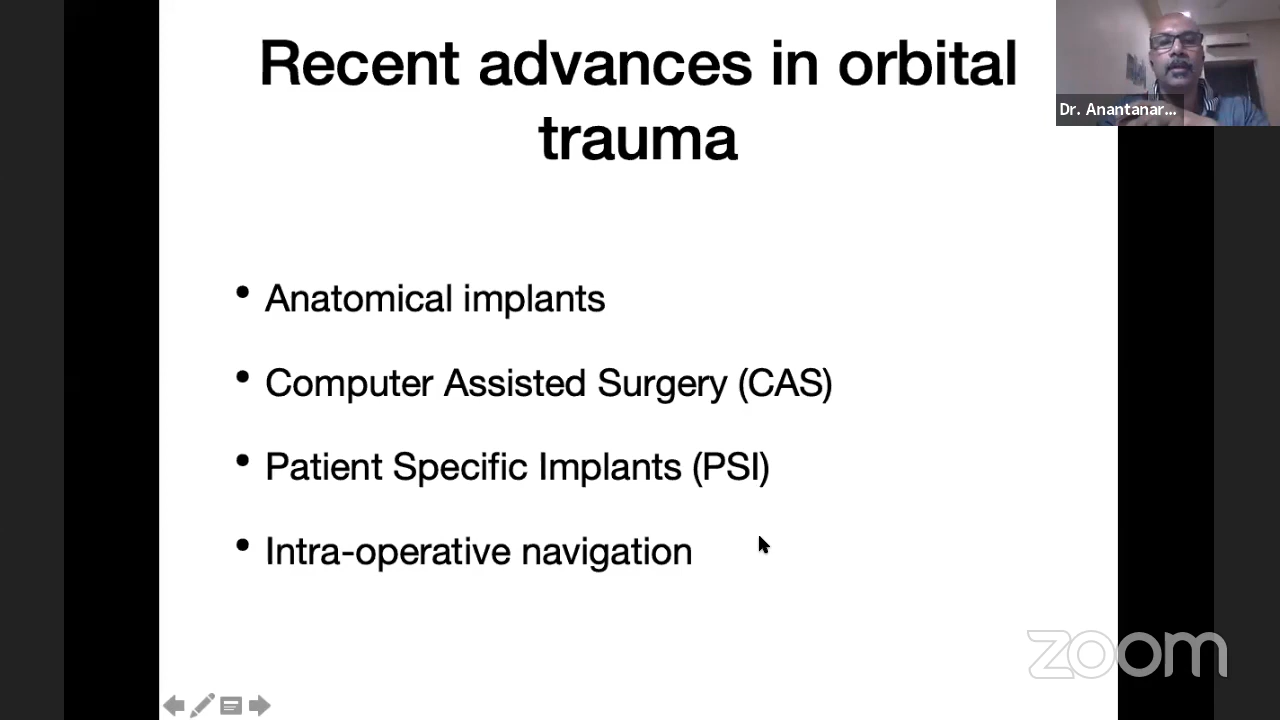 Recent advances in orbital
trauma
Dr. Anantanar...
• Anatomical implants
• Computer Assisted Surgery (CAS)
• Patient Specific Implants (PSI)
• Intra-operative navigation
zoom